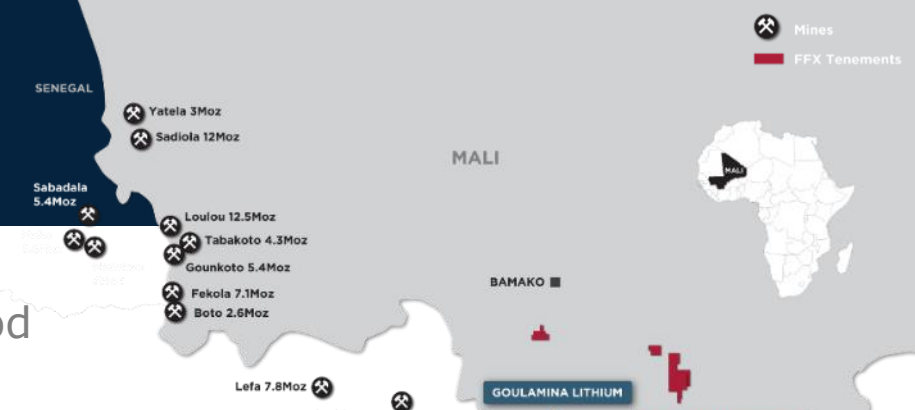 Mines
FFX Tenements
SENEGAL
Yatela 3Moz
Sadiola 12Moz
MALI
MALI
Sabadala
5.4Moz
Loulou 12.5Moz
Tabakoto 4.3Moz
Gounkoto 5.4Moz
BAMAKO
Fekola 7.1Moz
Boto 2.6Moz
od
Lefa 7.8Moz
GOULAMINA LITHIUM